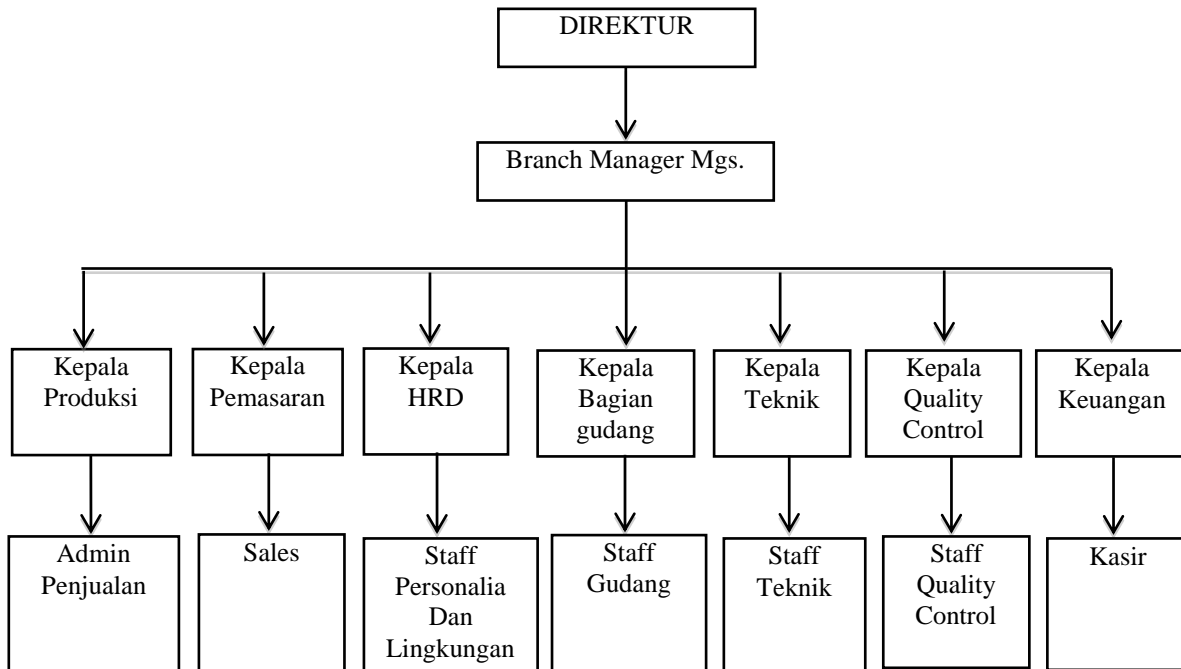 DIREKTUR
Branch Manager Mgs.
Kepala
Produksi
Kepala
Pemasaran
Kepala
HRD
Kepala
Bagian
gudang
Kepala
Teknik
Kepala
Quality
Control
Kepala
Keuangan
Admin
Penjualan
Sales
Staff
Personalia
Dan
Lingkungan
Staff
Gudang
Staff
Teknik
Staff
Quality
Control
Kasir